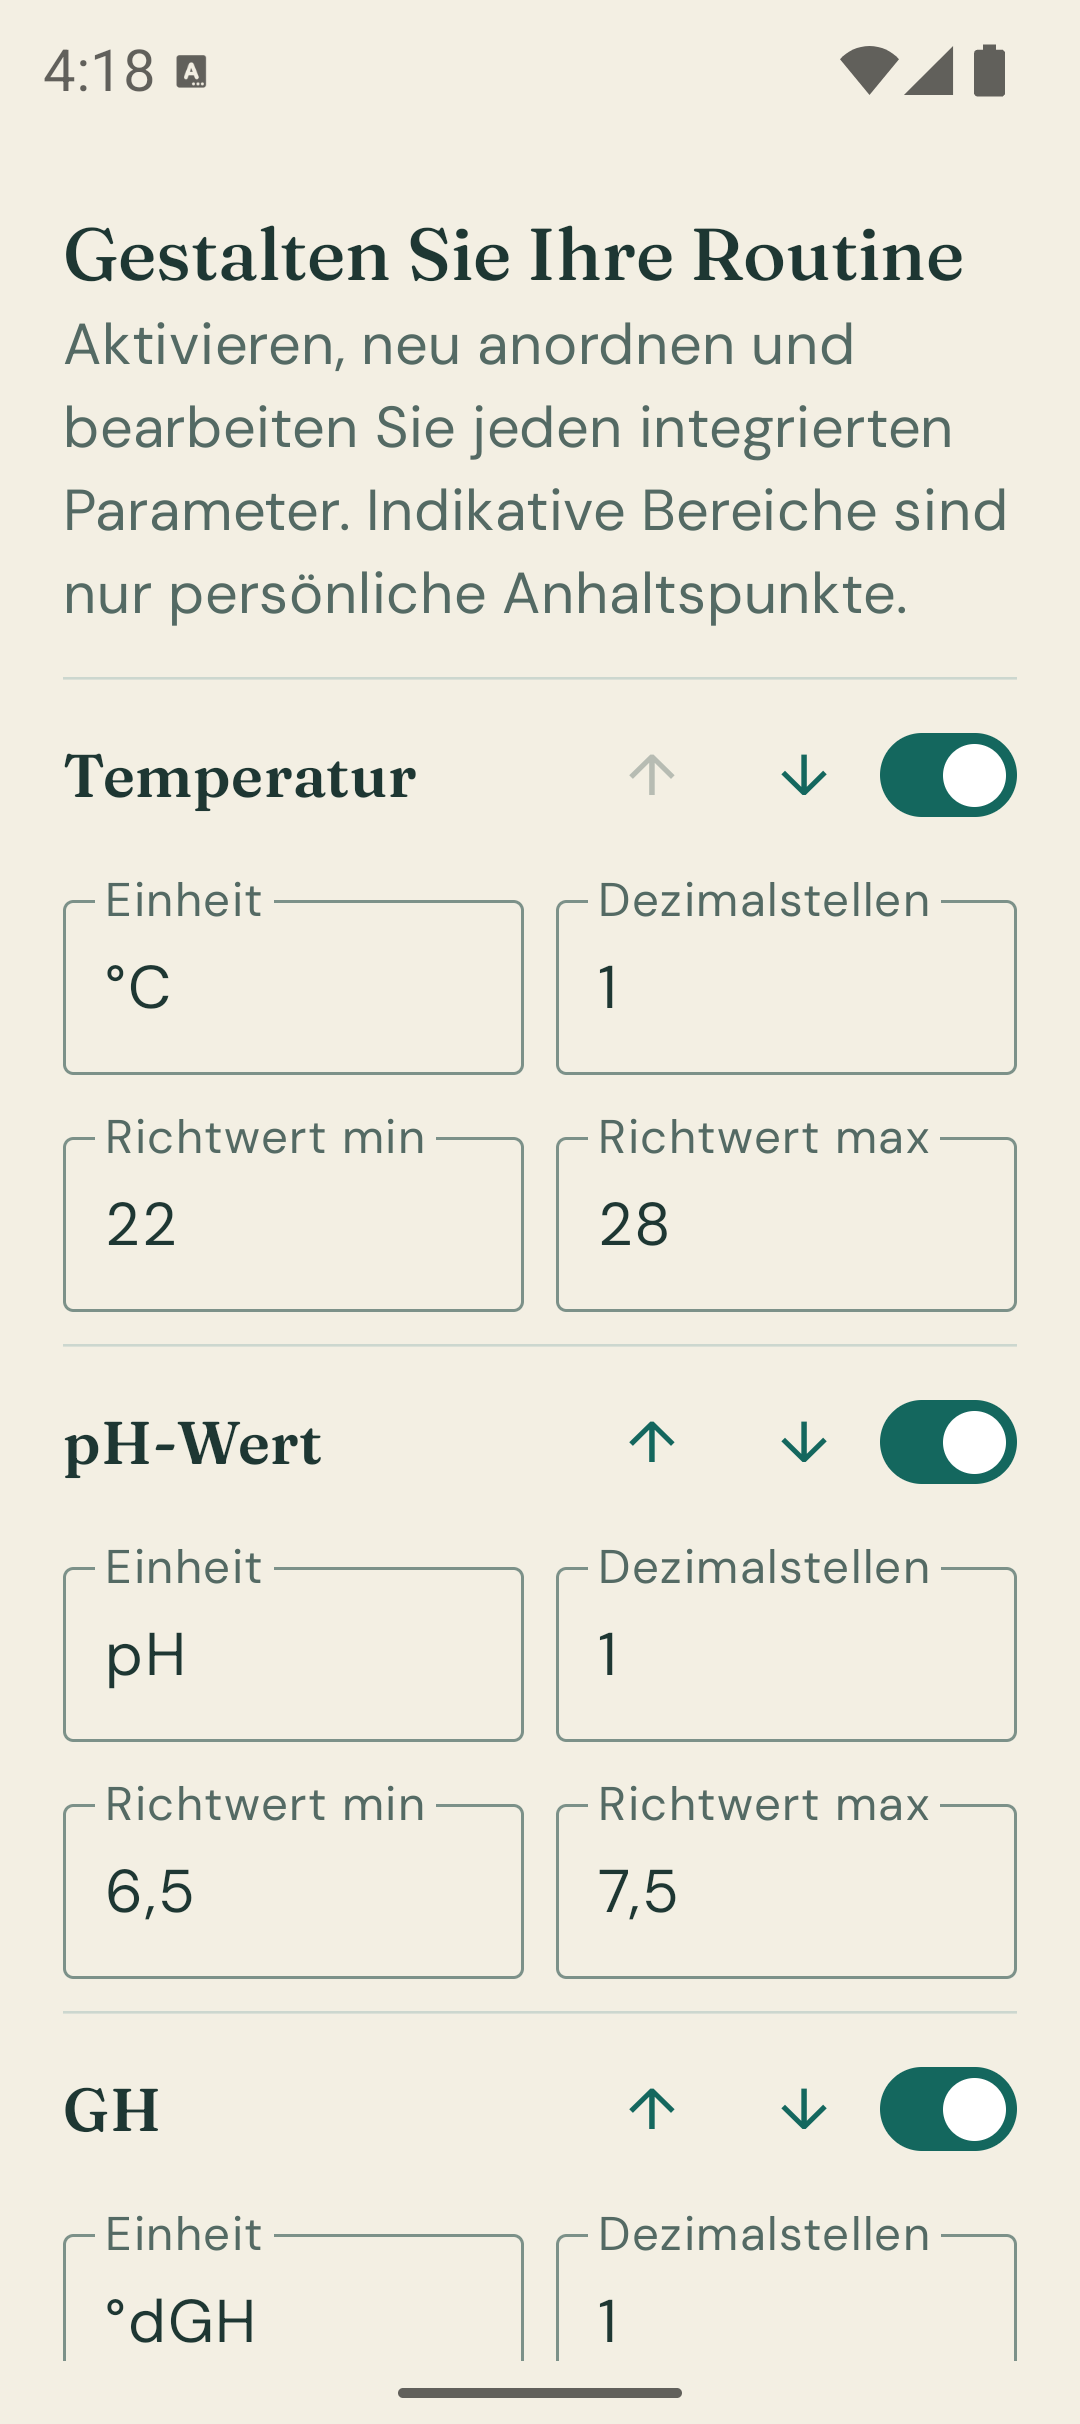 4:18
Gestalten Sie Ihre Routine
Aktivieren, neu anordnen und
bearbeiten Sie jeden integrierten
Parameter. Indikative Bereiche sind
nur persönliche Anhaltspunkte.
Temperatur
Einheit
°C
Dezimalstellen
1
Richtwert min
22
Richtwert max
28
pH-Wert
Einheit
pH
Dezimalstellen
1
Richtwert min
6,5
Richtwert max
7,5
GH
Einheit
°dGH
Dezimalstellen
1